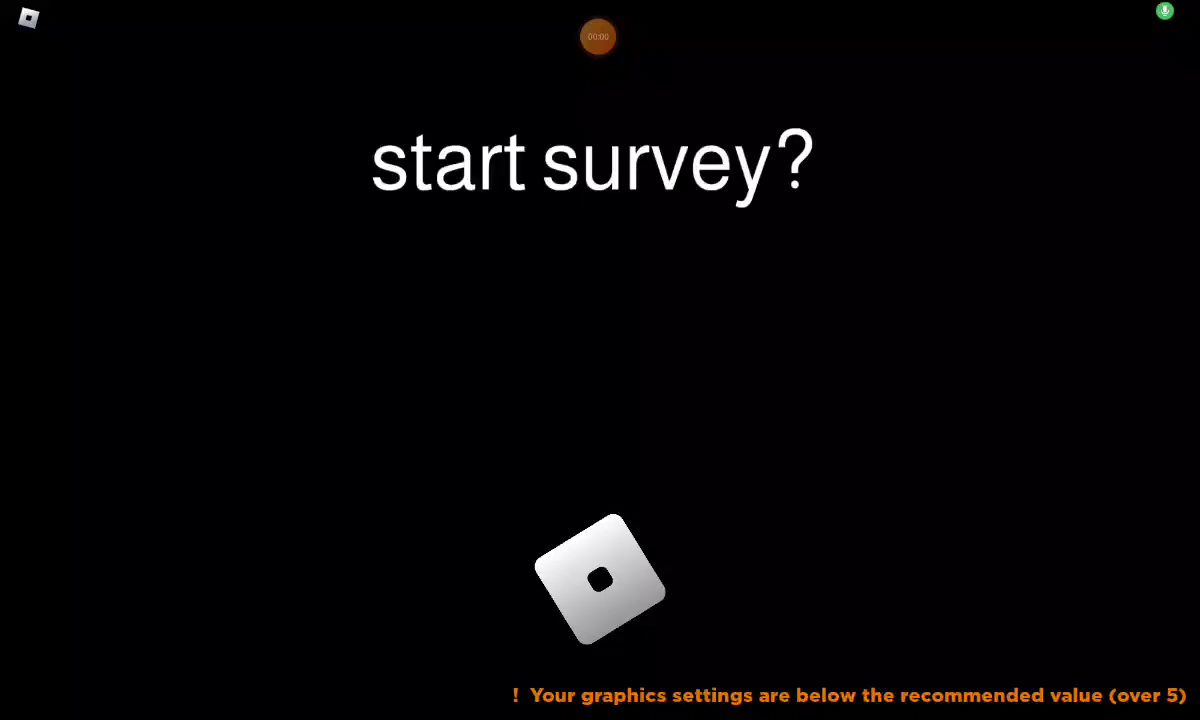 00:00
start survey?
! Your graphics settings are below the recommended value (over 5)